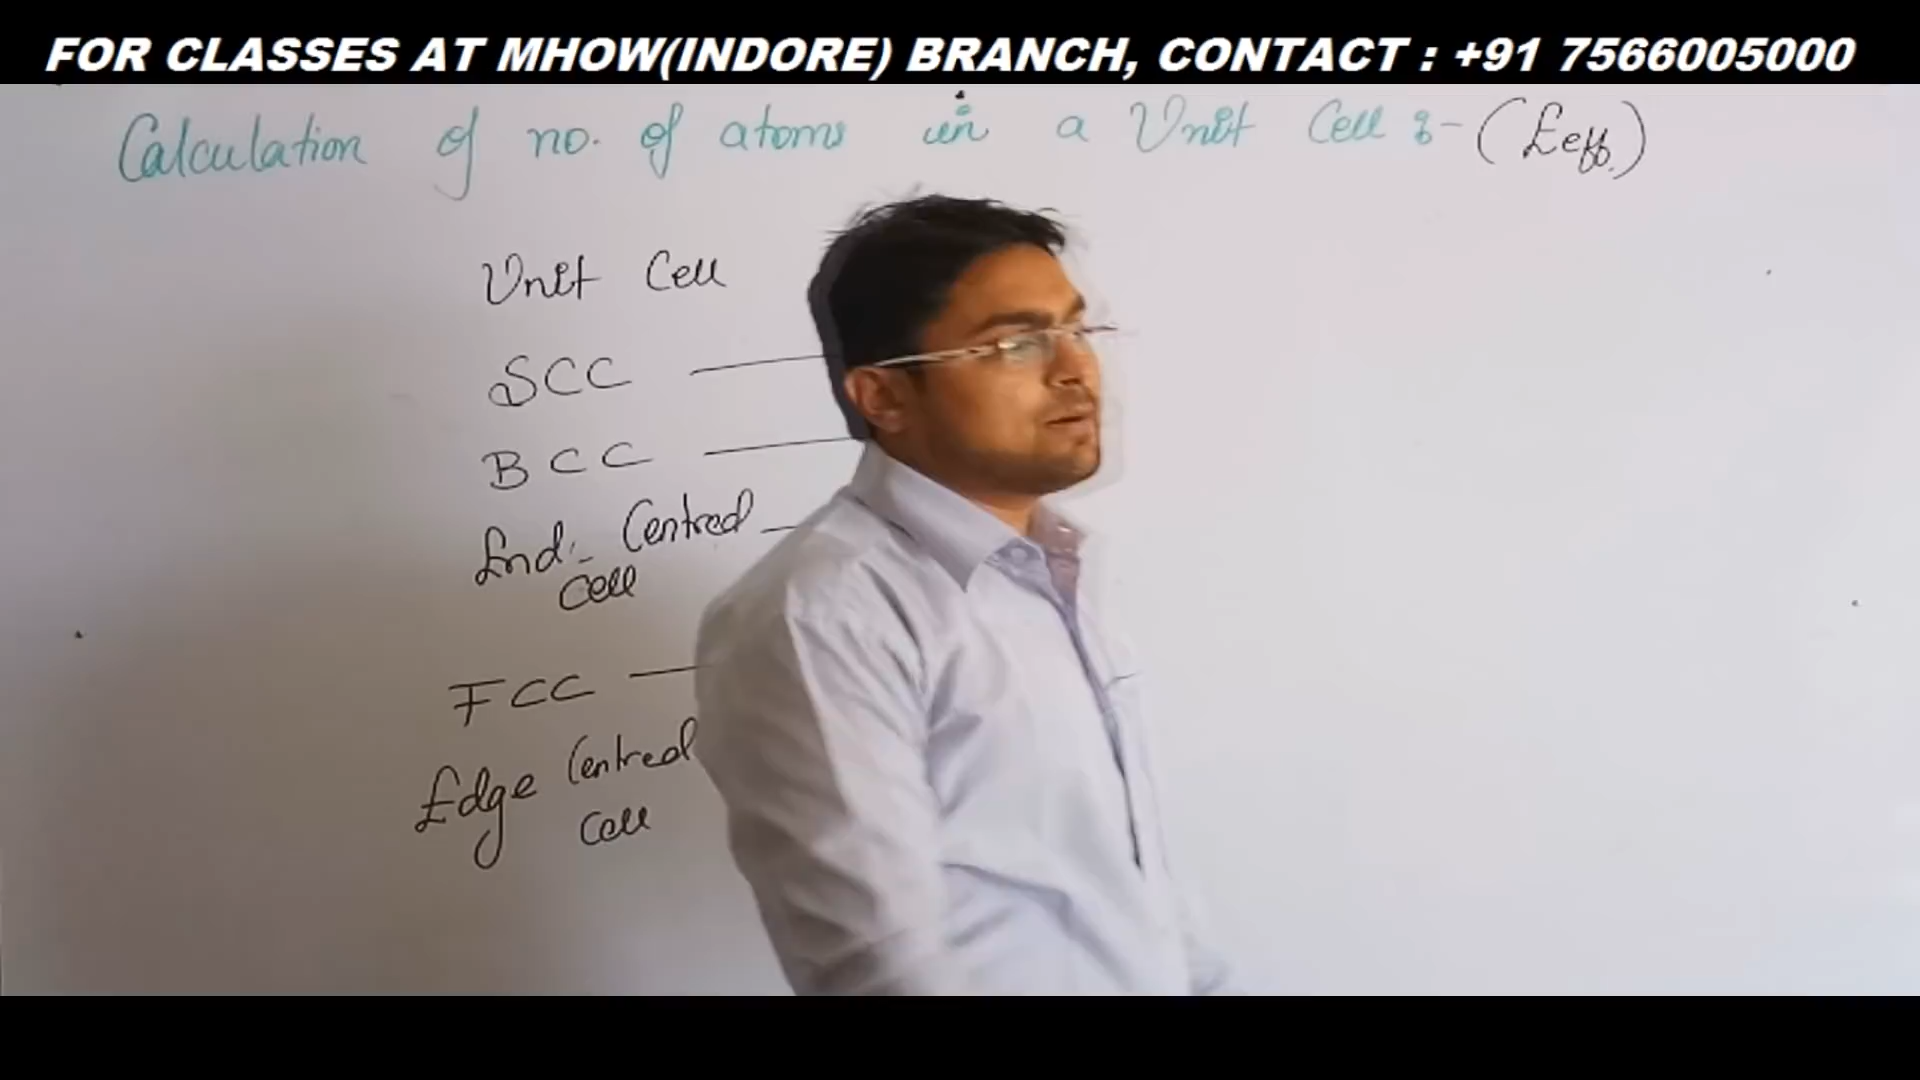 FOR CLASSES AT MHOW(INDORE) BRANCH, CONTACT : +91 7566005000
Calculation of no. of atoms in a Unit Cell :- (Eeff.)
Unit Cell
SCC
BCC
End - Centred
Cell
FCC
Edge Centred
Cell